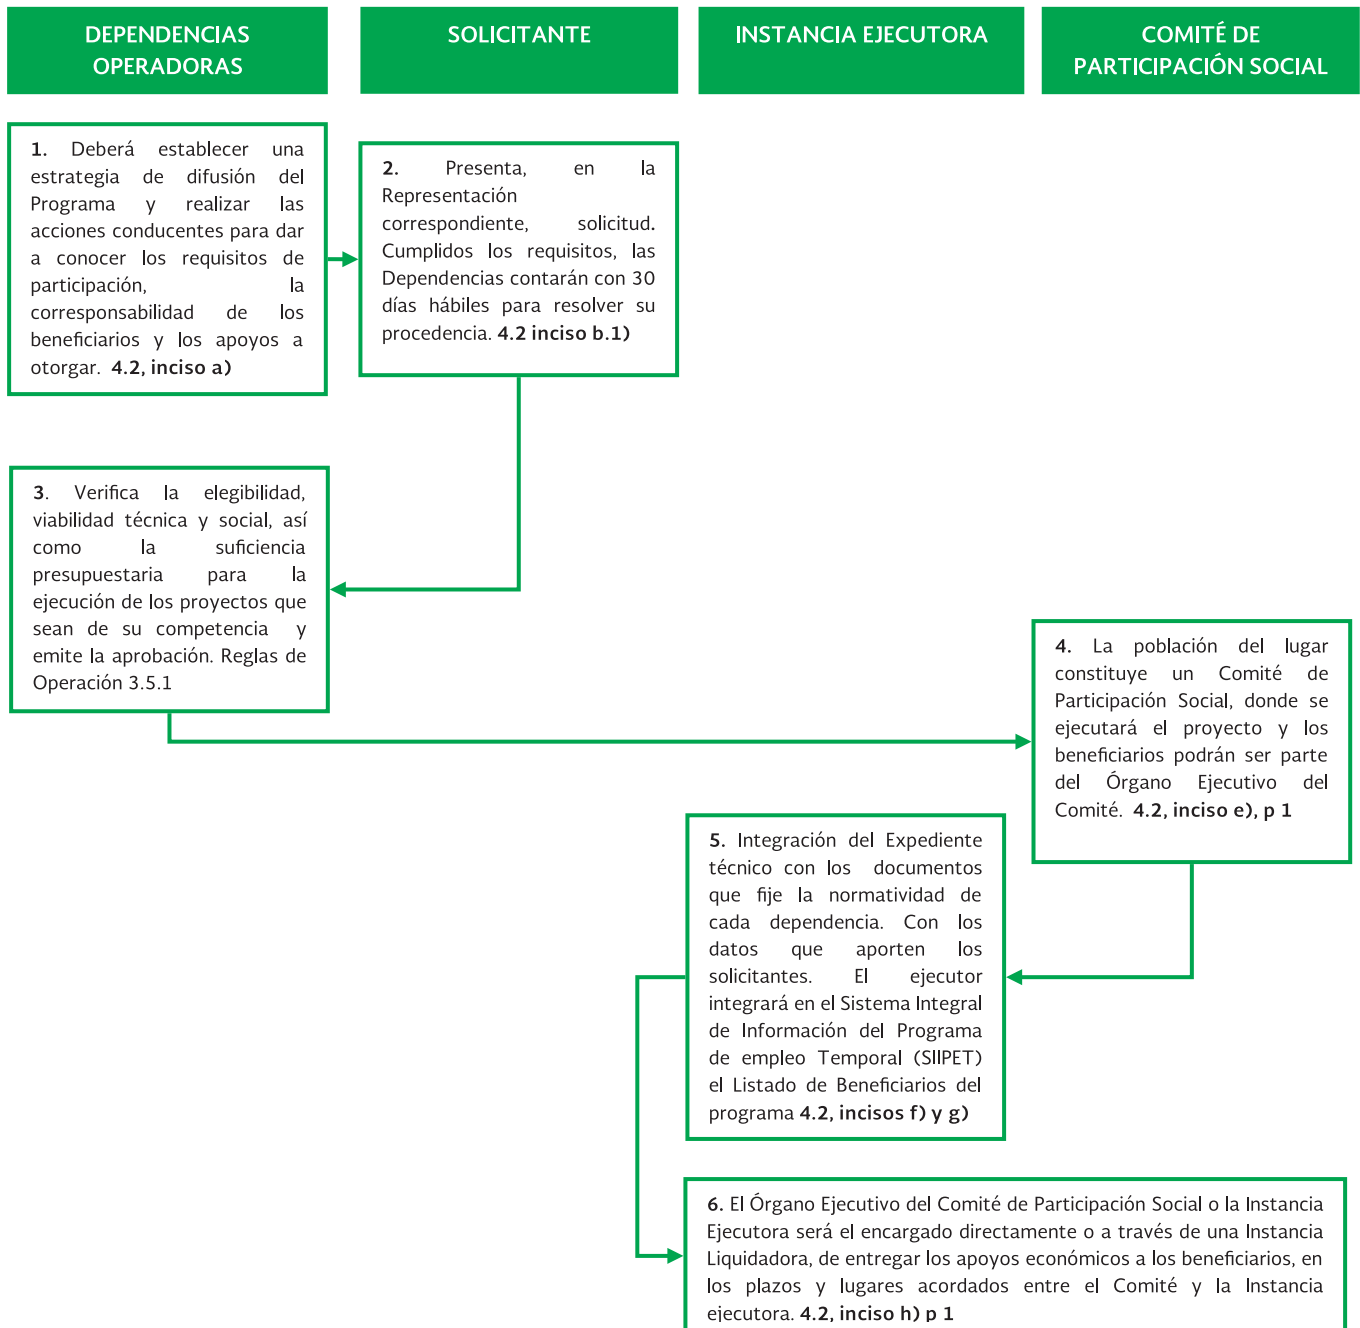 DEPENDENCIAS
OPERADORAS
SOLICITANTE
INSTANCIA EJECUTORA
COMITÉ DE
PARTICIPACIÓN SOCIAL
1. Deberá establecer una
estrategia de difusión del
Programa y realizar las
acciones conducentes para dar
a conocer los requisitos de
participación, la
corresponsabilidad de los
beneficiarios y los apoyos a
otorgar. 4.2, inciso a)
2. Presenta, en la
Representación
correspondiente, solicitud.
Cumplidos los requisitos, las
Dependencias contarán con 30
días hábiles para resolver su
procedencia. 4.2 inciso b.1)
3. Verifica la elegibilidad,
viabilidad técnica y social, así
como la suficiencia
presupuestaria para la
ejecución de los proyectos que
sean de su competencia y
emite la aprobación. Reglas de
Operación 3.5.1
4. La población del lugar
constituye un Comité de
Participación Social, donde se
ejecutará el proyecto y los
beneficiarios podrán ser parte
del Órgano Ejecutivo del
Comité. 4.2, inciso e), p 1
5. Integración del Expediente
técnico con los documentos
que fije la normatividad de
cada dependencia. Con los
datos que aporten los
solicitantes. El ejecutor
integrará en el Sistema Integral
de Información del Programa
de empleo Temporal (SIIPET)
el Listado de Beneficiarios del
programa 4.2, incisos f) y g)
6. El Órgano Ejecutivo del Comité de Participación Social o la Instancia
Ejecutora será el encargado directamente o a través de una Instancia
Liquidadora, de entregar los apoyos económicos a los beneficiarios, en
los plazos y lugares acordados entre el Comité y la Instancia
ejecutora. 4.2, inciso h) p 1